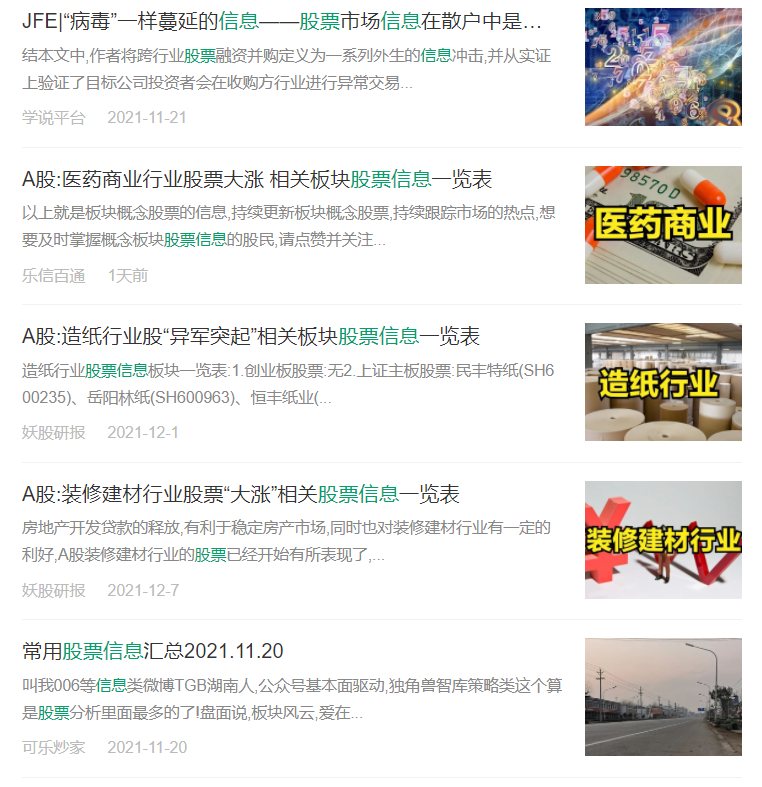 JFE|“病毒”一样蔓延的信息——股票市场信息在散户中是…
结本文中,作者将跨行业股票融资并购定义为一系列外生的信息冲击,并从实证
上验证了目标公司投资者会在收购方行业进行异常交易...
学说平台 2021-11-21
A股:医药商业行业股票大涨 相关板块股票信息一览表
以上就是板块概念股票的信息,持续更新板块概念股票,持续跟踪市场的热点,想
要及时掌握概念板块股票信息的股民,请点赞并关注...
乐信百通 1天前
98570 D
医药商业
A股:造纸行业股“异军突起”相关板块股票信息一览表
造纸行业股票信息板块一览表:1.创业板股票:无2.上证主板股票:民丰特纸(SH6
00235)、岳阳林纸(SH600963)、恒丰纸业(...
妖股研报 2021-12-1
造纸行业
A股:装修建材行业股票“大涨”相关股票信息一览表
房地产开发贷款的释放,有利于稳定房产市场,同时也对装修建材行业有一定的
利好,A股装修建材行业的股票已经开始有所表现了,...
妖股研报 2021-12-7
装修建材行业
常用股票信息汇总2021.11.20
叫我006等信息类微博TGB湖南人,公众号基本面驱动,独角兽智库策略类这个算
是股票分析里面最多的了!盘面说,板块风云,爱在...
可乐炒家 2021-11-20